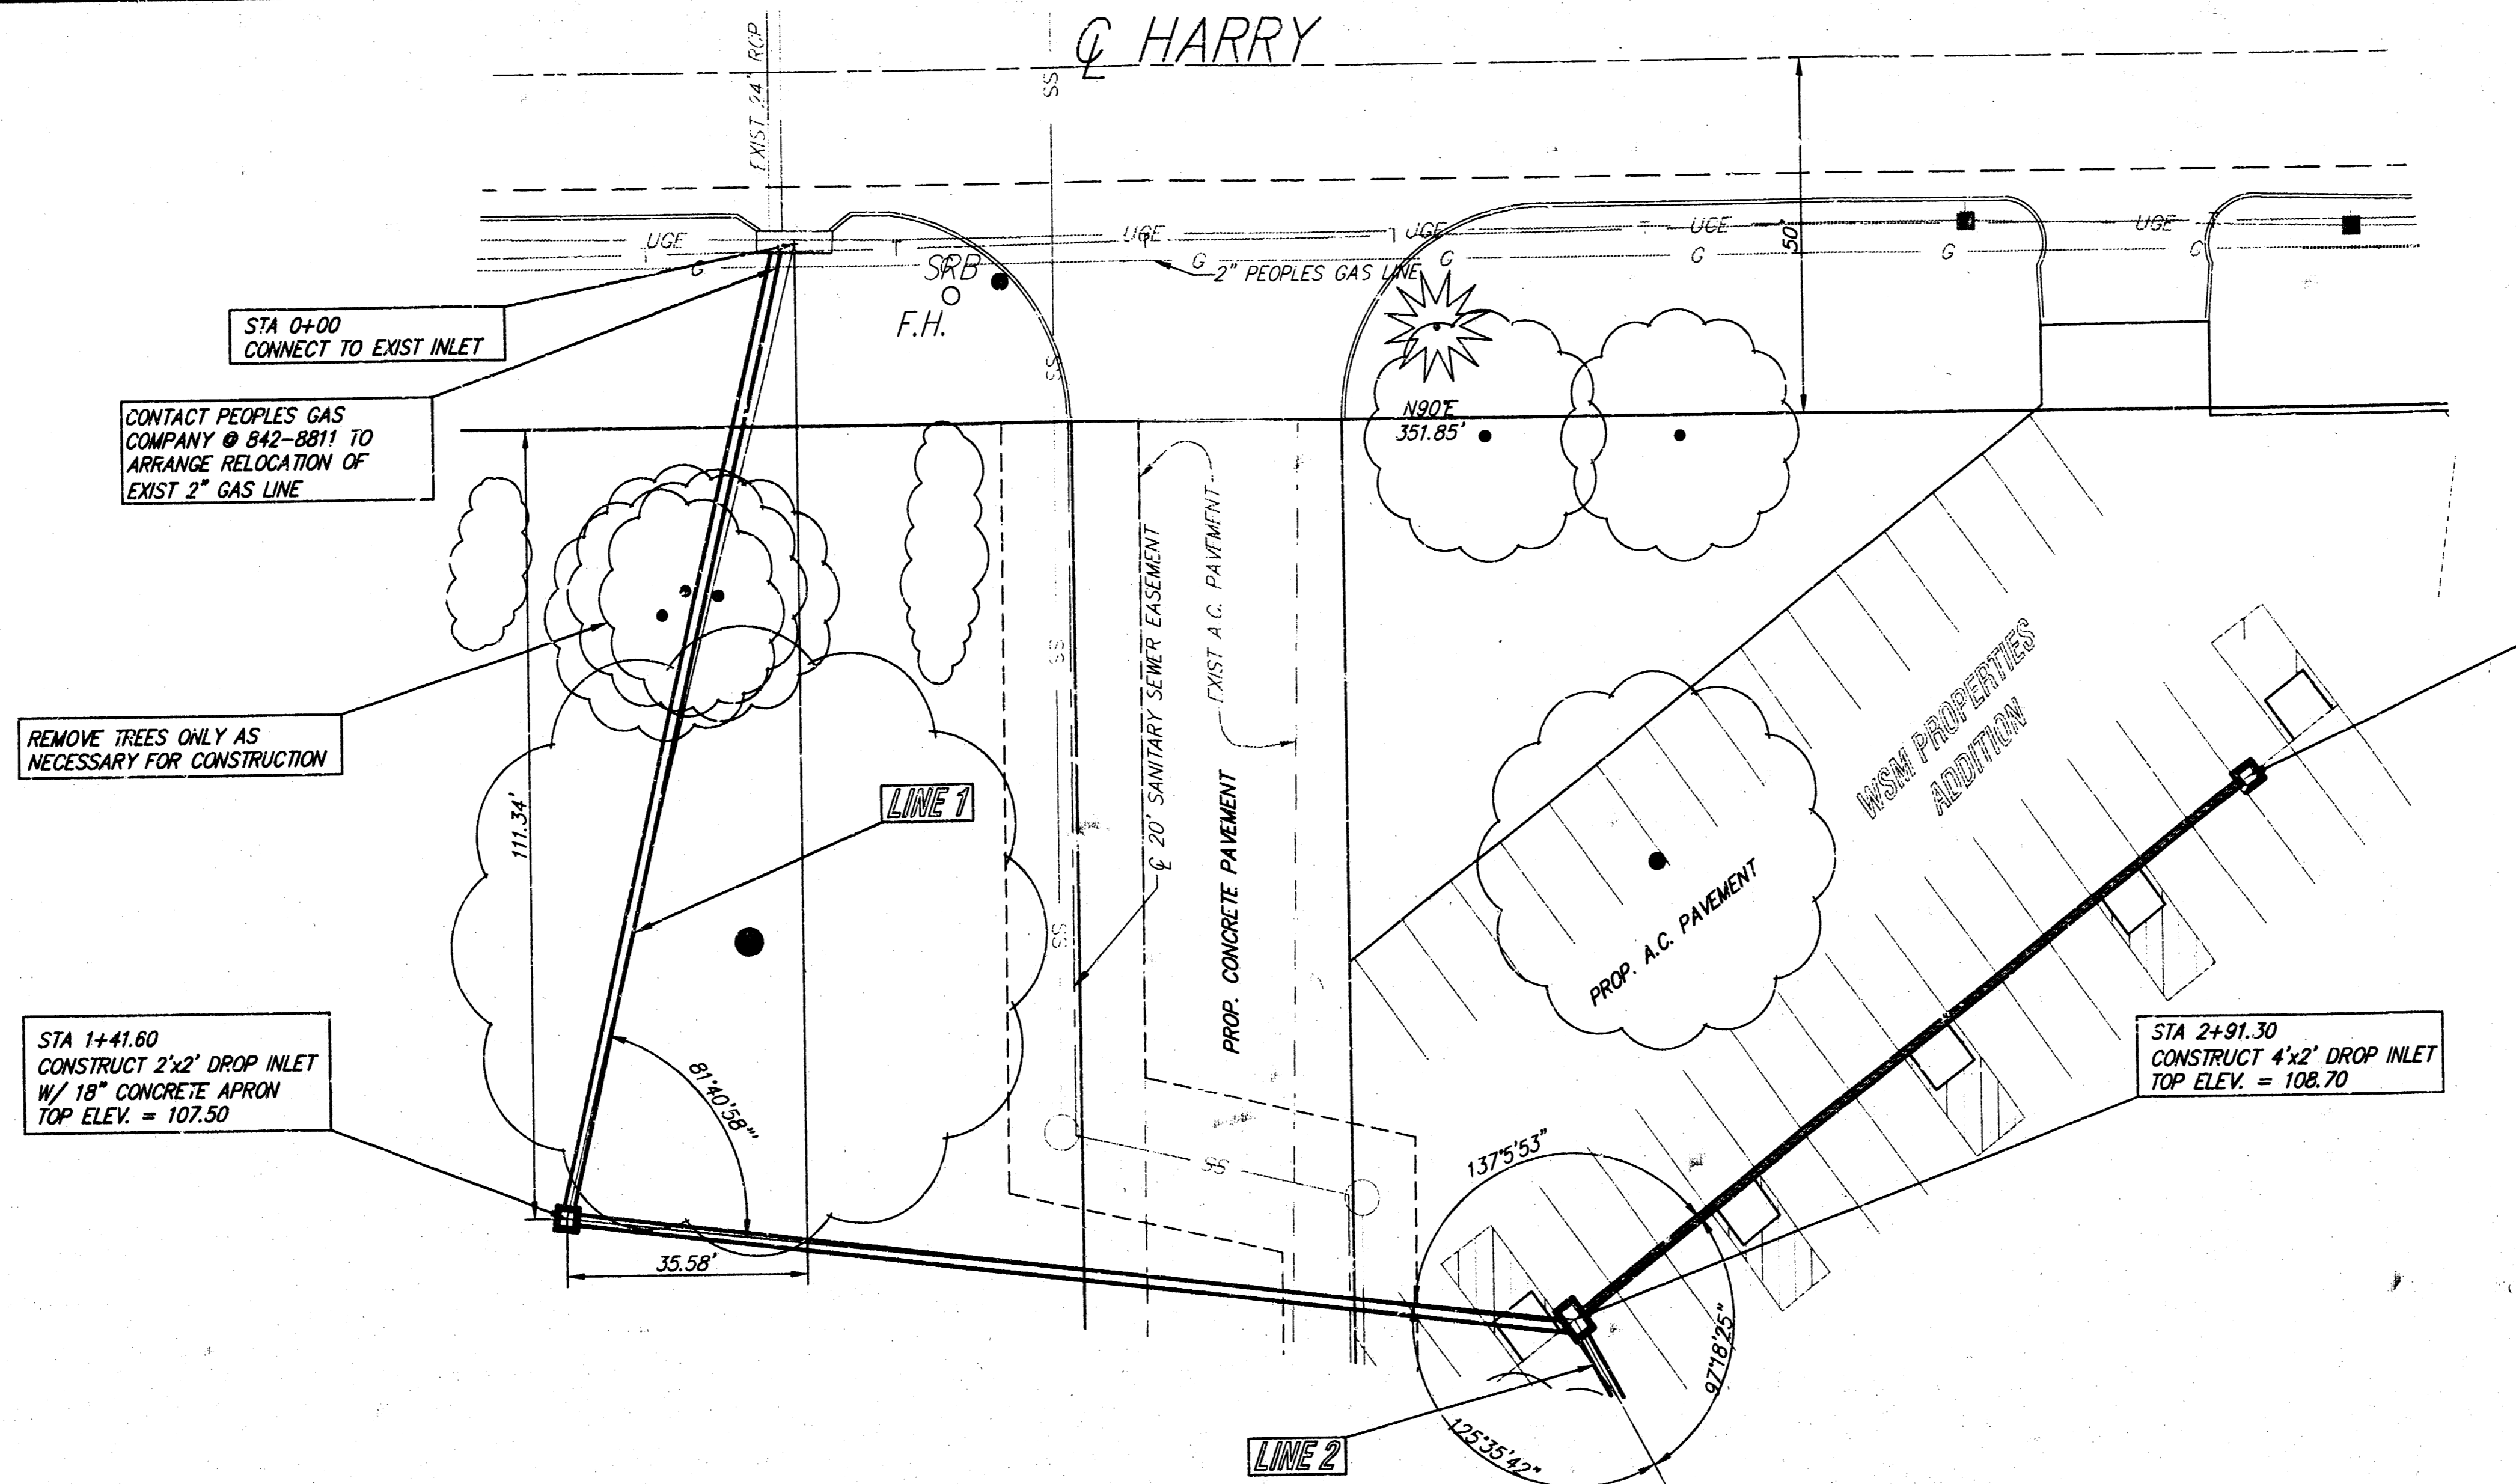 ℄ HARRY
EXIST 24" RCP
SS
UGE
T
UGE
UGE
T
UGE
UGE
T
G
SRB
G
2" PEOPLES GAS LINE
G
G
G
50'
F.H.
STA 0+00
CONNECT TO EXIST INLET
SS
CONTACT PEOPLES GAS
COMPANY @ 842-8811 TO
ARRANGE RELOCATION OF
EXIST 2" GAS LINE
N90°E
351.85'
REMOVE TREES ONLY AS
NECESSARY FOR CONSTRUCTION
111.34'
LINE 1
SS
℄ 20' SANITARY SEWER EASEMENT
EXIST A.C. PAVEMENT
PROP. CONCRETE PAVEMENT
WSM PROPERTIES
ADDITION
PROP. A.C. PAVEMENT
SS
STA 1+41.60
CONSTRUCT 2'x2' DROP INLET
W/ 18" CONCRETE APRON
TOP ELEV. = 107.50
81°40'58"
STA 2+91.30
CONSTRUCT 4'x2' DROP INLET
TOP ELEV. = 108.70
SS
137°5'53"
35.58'
97°18'25"
125°35'42"
LINE 2